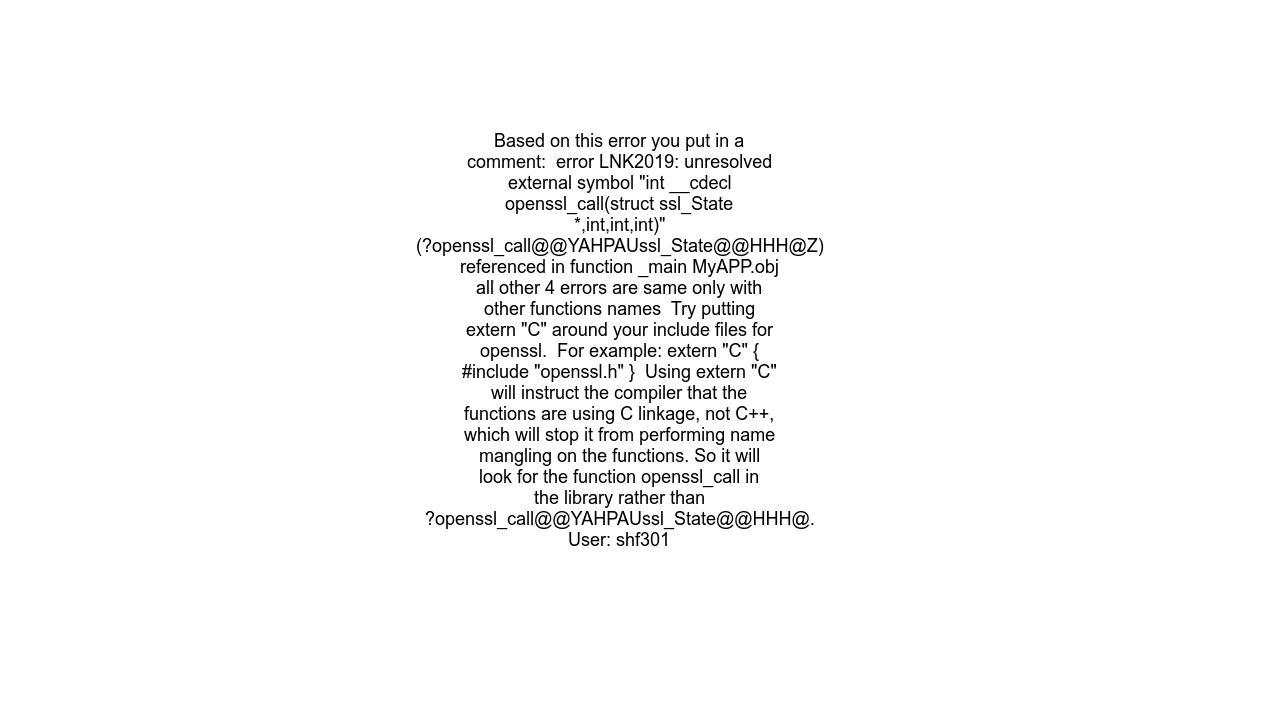 Based on this error you put in a
comment:  error LNK2019: unresolved
external symbol "int __cdecl
openssl_call(struct ssl_State
*,int,int,int)"
(?openssl_call@@YAHPAUssl_State@@HHH@Z)
referenced in function _main MyAPP.obj
all other 4 errors are same only with
other functions names  Try putting
extern "C" around your include files for
openssl.  For example: extern "C" {
#include "openssl.h" }  Using extern "C"
will instruct the compiler that the
functions are using C linkage, not C++,
which will stop it from performing name
mangling on the functions. So it will
look for the function openssl_call in
the library rather than
?openssl_call@@YAHPAUssl_State@@HHH@.
User: shf301